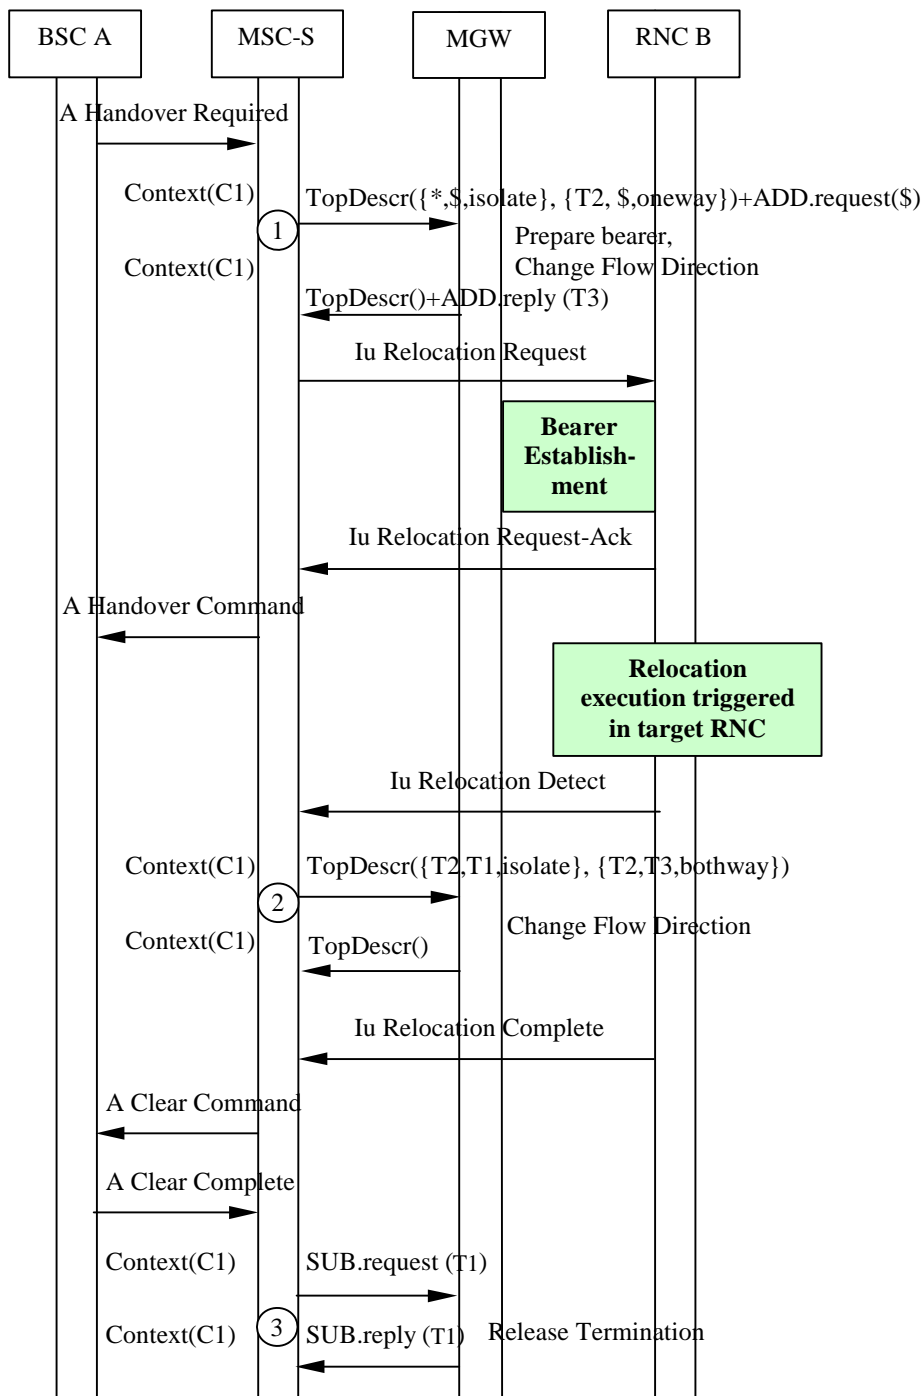 BSC A
MSC-S
MGW
RNC B
A Handover Required
Context(C1)
TopDescr({*,$,isolate}, {T2, $,oneway})+ADD.request($)
1
Prepare bearer,
Change Flow Direction
Context(C1)
TopDescr()+ADD.reply (T3)
Iu Relocation Request
Bearer
Establish-
ment
Iu Relocation Request-Ack
A Handover Command
Relocation
execution triggered
in target RNC
Iu Relocation Detect
Context(C1)
TopDescr({T2,T1,isolate}, {T2,T3,bothway})
2
Change Flow Direction
Context(C1)
TopDescr()
Iu Relocation Complete
A Clear Command
A Clear Complete
Context(C1)
SUB.request (T1)
3
Context(C1)
SUB.reply (T1)
Release Termination